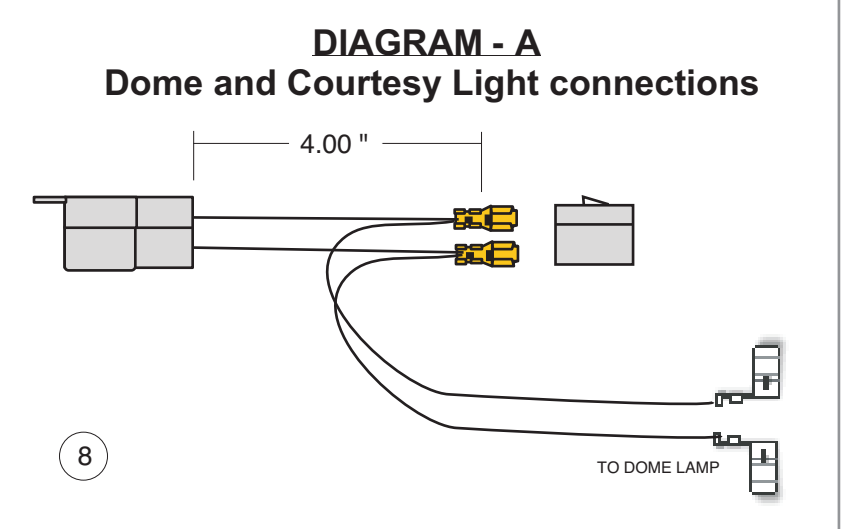 DIAGRAM - A
Dome and Courtesy Light connections
4.00 "
8
TO DOME LAMP